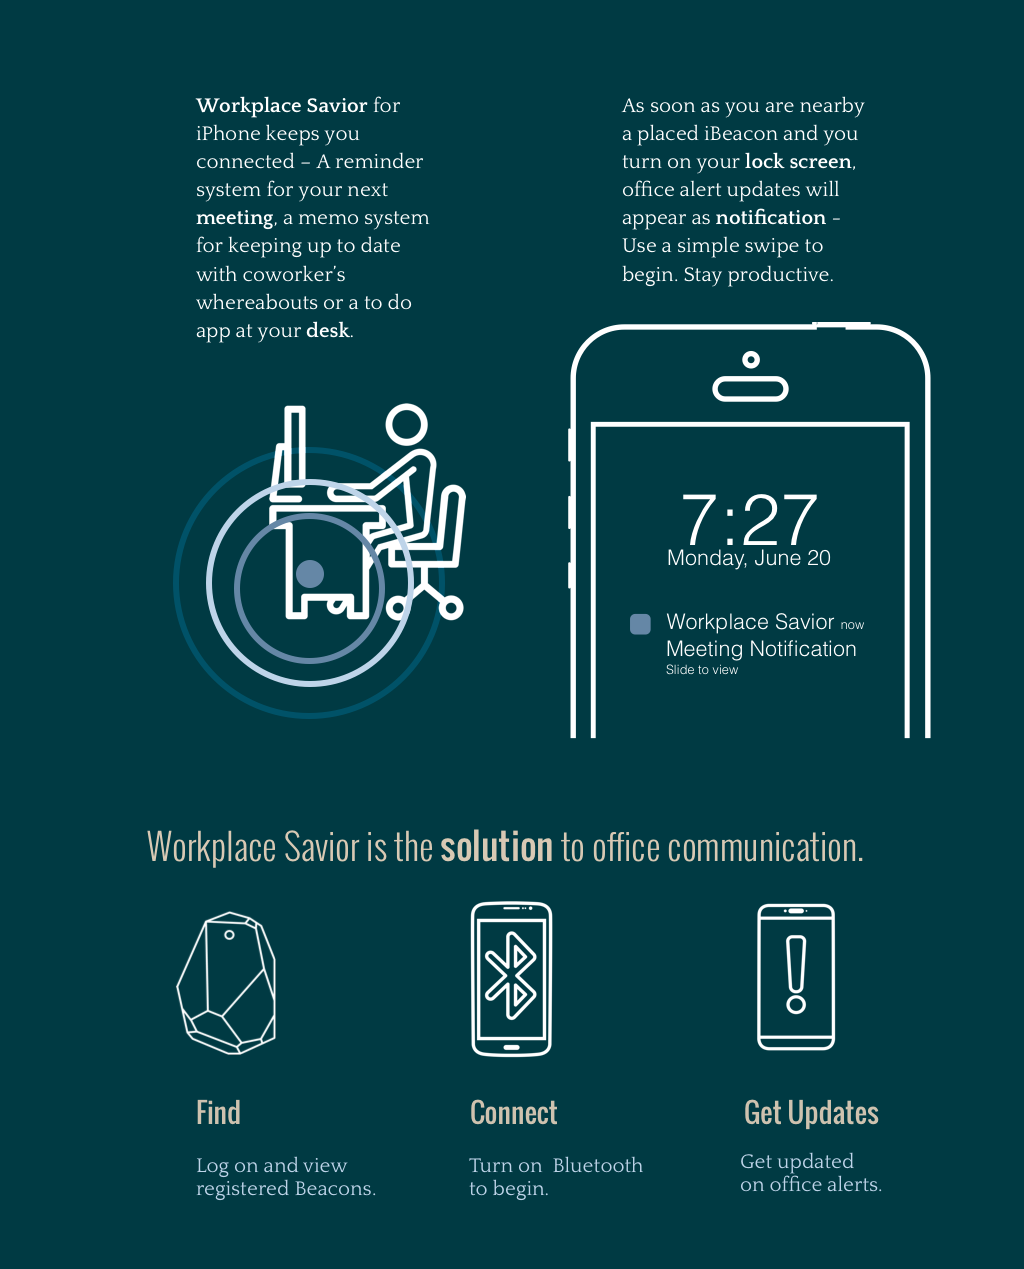 Workplace Savior for
iPhone keeps you
connected – A reminder
system for your next
meeting, a memo system
for keeping up to date
with coworker’s
whereabouts or a to do
app at your desk.
As soon as you are nearby
a placed iBeacon and you
turn on your lock screen,
office alert updates will
appear as notification -
Use a simple swipe to
begin. Stay productive.
7:27
Monday, June 20
Workplace Savior now
Meeting Notification
Slide to view
Workplace Savior is the solution to office communication.
Find
Log on and view
registered Beacons.
Connect
Turn on  Bluetooth
to begin.
Get Updates
Get updated
on office alerts.